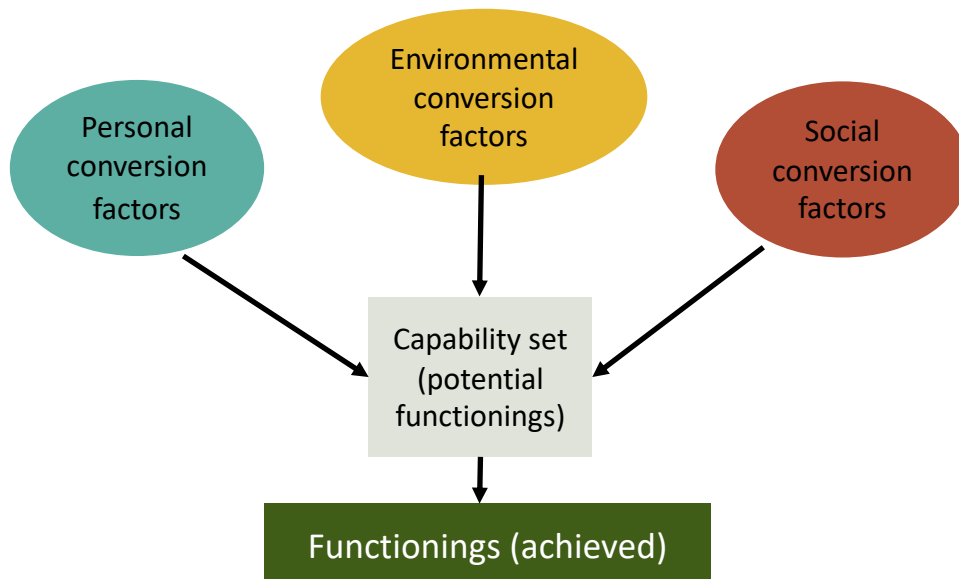 Personal
conversion
factors
Environmental
conversion
factors
Social
conversion
factors
Capability set
(potential
functionings)
Functionings (achieved)